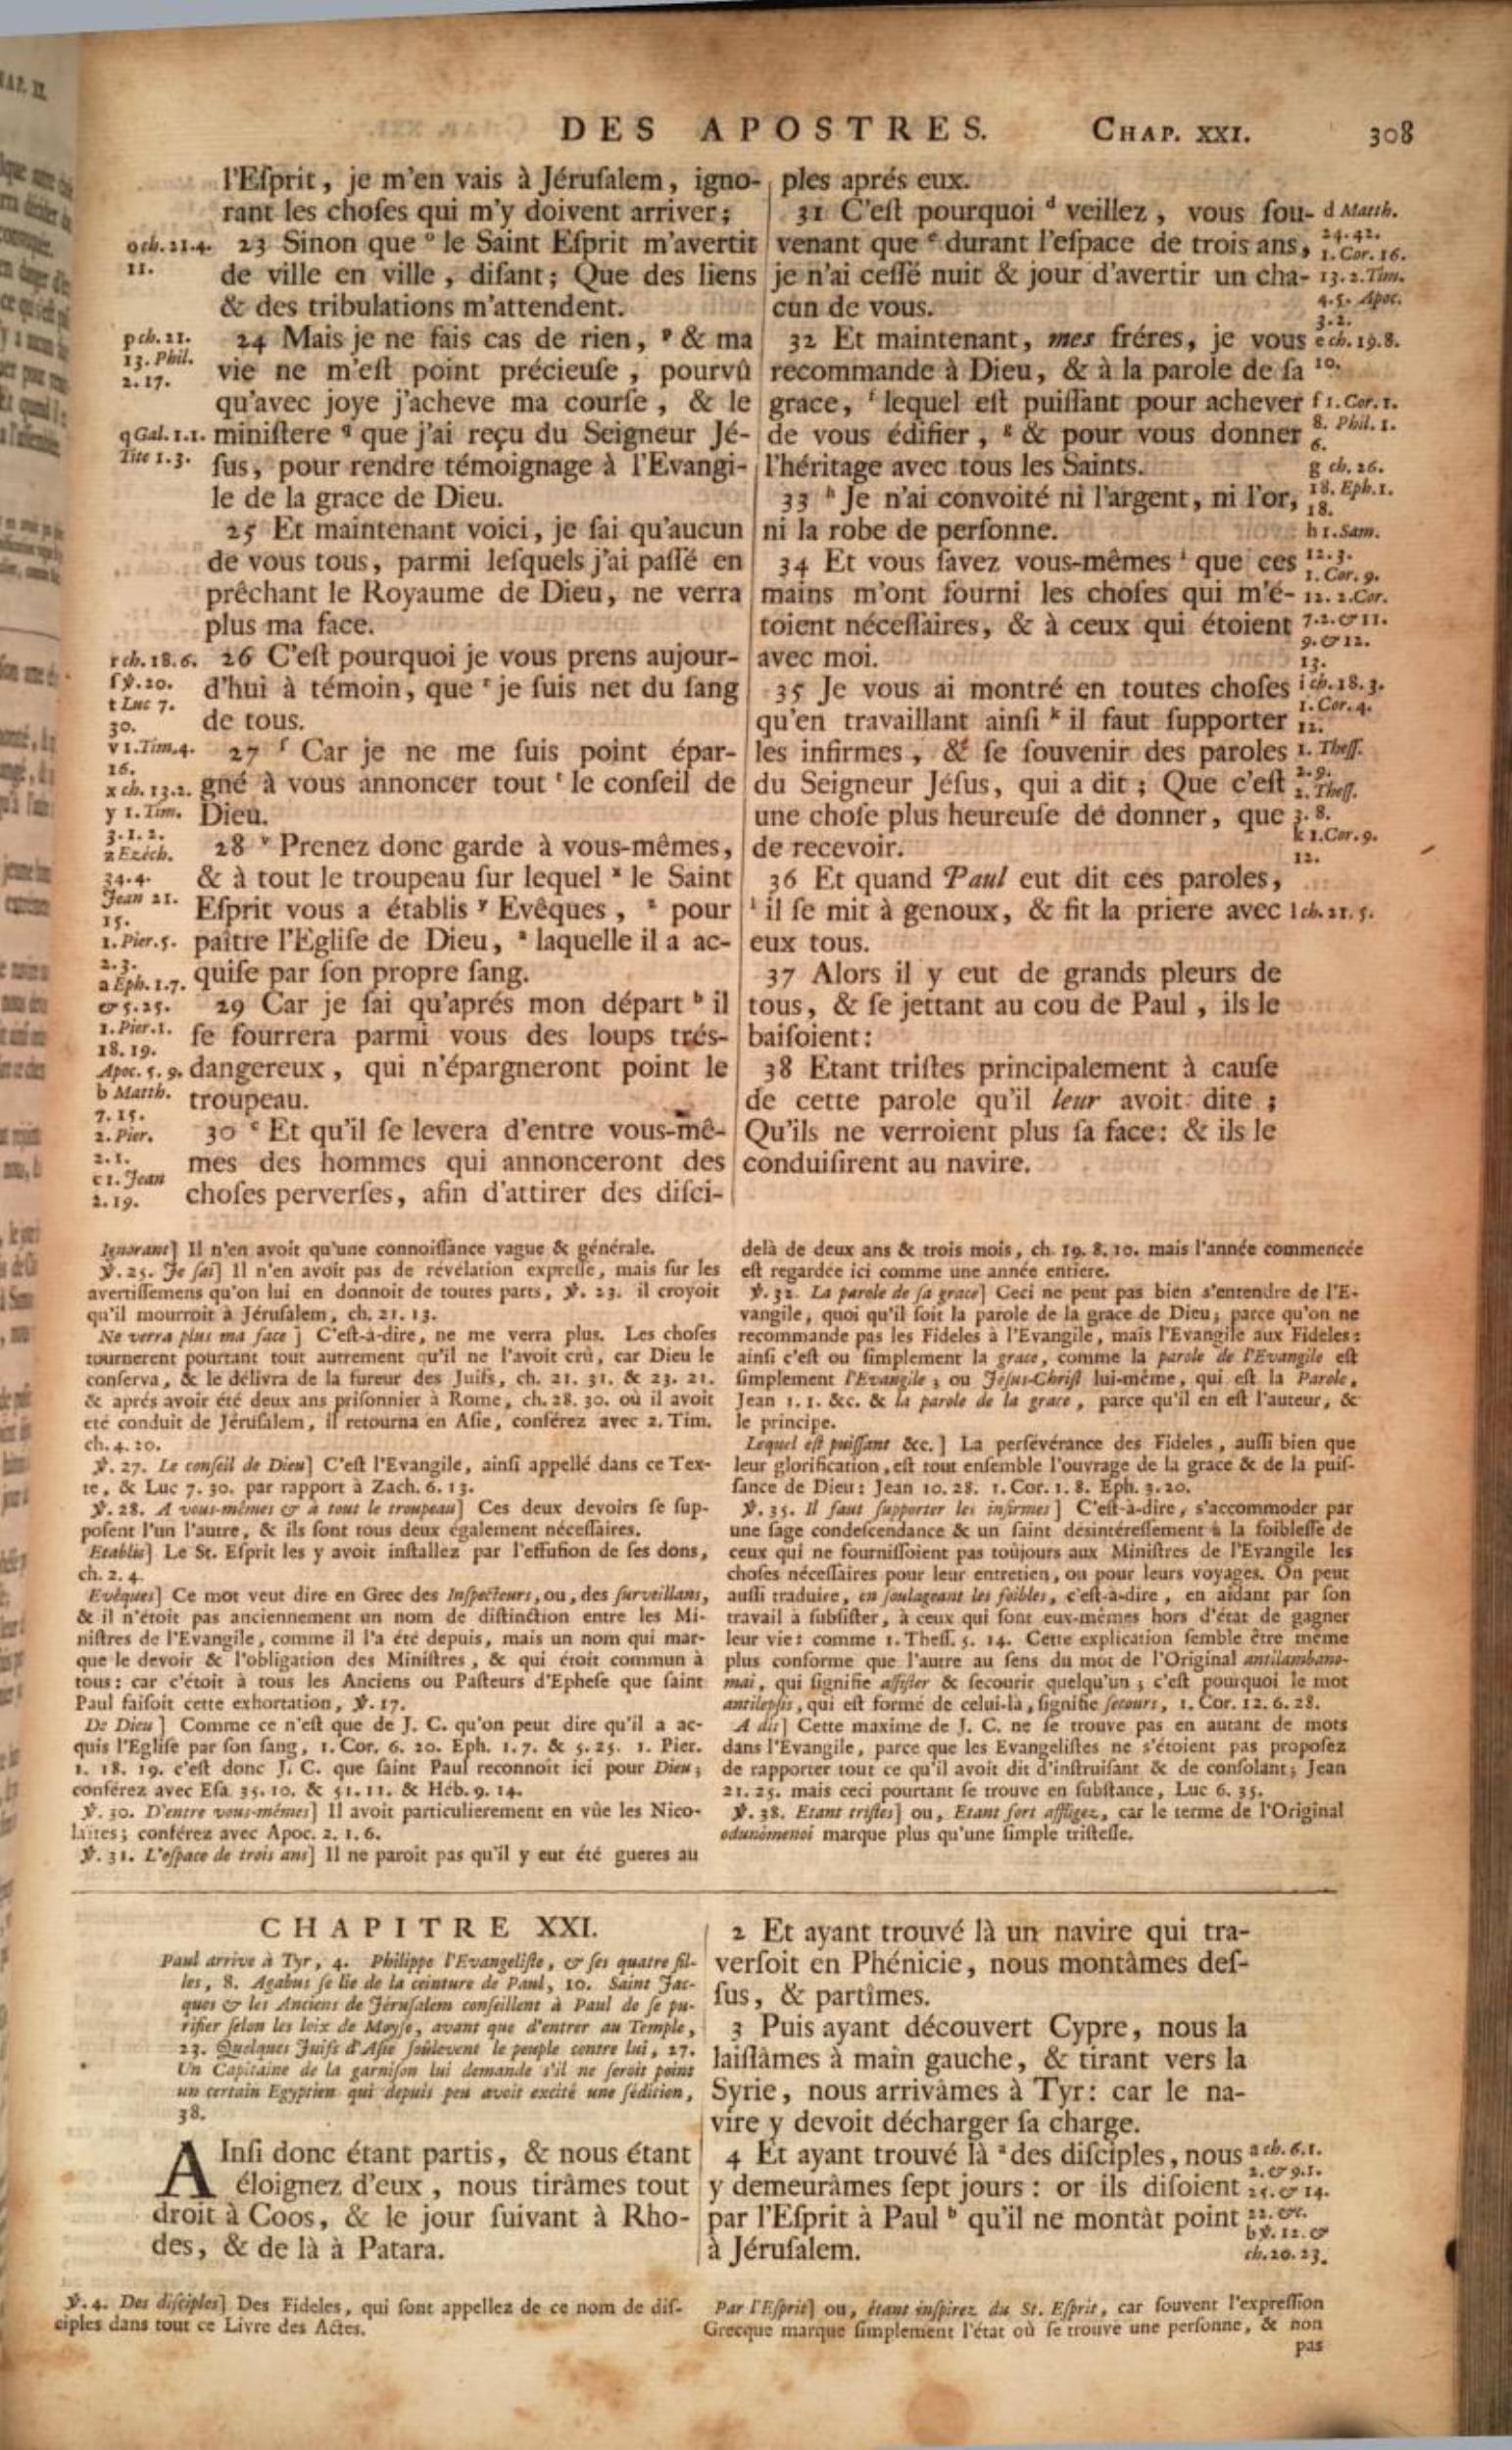 DES APOSTRES. CHAP. XXI. 308
l'Eſprit, je m'en vais à Jéruſalem, igno-
rant les choſes qui m'y doivent arriver;
23 Sinon que º le Saint Eſprit m'avertit
de ville en ville, diſant; Que des liens
& des tribulations m'attendent.
24 Mais je ne fais cas de rien, ᵖ & ma
vie ne m'eſt point précieuſe, pourvû
qu'avec joye j'acheve ma courſe, & le
miniſtere ᑫ que j'ai reçu du Seigneur Jé-
ſus, pour rendre témoignage à l'Evangi-
le de la grace de Dieu.
25 Et maintenant voici, je ſai qu'aucun
de vous tous, parmi leſquels j'ai paſſé en
prêchant le Royaume de Dieu, ne verra
plus ma face.
26 C'eſt pourquoi je vous prens aujour-
d'hui à témoin, que ʳ je ſuis net du ſang
de tous.
27 ſ Car je ne me ſuis point épar-
gné à vous annoncer tout ᵗ le conſeil de
Dieu.
28 ᵛ Prenez donc garde à vous-mêmes,
& à tout le troupeau ſur lequel ˣ le Saint
Eſprit vous a établis ʸ Evêques, ᶻ pour
paître l'Egliſe de Dieu, ᵃ laquelle il a ac-
quiſe par ſon propre ſang.
29 Car je ſai qu'aprés mon départ ᵇ il
ſe fourrera parmi vous des loups trés-
dangereux, qui n'épargneront point le
troupeau.
30 ᶜ Et qu'il ſe levera d'entre vous-mê-
mes des hommes qui annonceront des
choſes perverſes, afin d'attirer des diſci-
o ch. 21. 4.
11.
p ch. 21.
13. Phil.
2. 17.
q Gal. 1. 1.
Tite 1. 3.
r ch. 18. 6.
ſ ℣. 20.
t Luc 7.
30.
v 1. Tim. 4.
16.
x ch. 13. 2.
y 1. Tim.
3. 1. 2.
z Ezéch.
34. 4.
Jean 21.
15.
1. Pier. 5.
2. 3.
a Eph. 1. 7.
& 5. 25.
1. Pier. 1.
18. 19.
Apoc. 5. 9.
b Matth.
7. 15.
2. Pier.
2. 1.
c 1. Jean
2. 19.
ples aprés eux.
31 C'eſt pourquoi ᵈ veillez, vous ſou-
venant que ᵉ durant l'eſpace de trois ans,
je n'ai ceſſé nuit & jour d'avertir un cha-
cun de vous.
32 Et maintenant, mes fréres, je vous
recommande à Dieu, & à la parole de ſa
grace, ᶠ lequel eſt puiſſant pour achever
de vous édifier, ᵍ & pour vous donner
l'héritage avec tous les Saints.
33 ʰ Je n'ai convoité ni l'argent, ni l'or,
ni la robe de perſonne.
34 Et vous ſavez vous-mêmes ⁱ que ces
mains m'ont fourni les choſes qui m'é-
toient néceſſaires, & à ceux qui étoient
avec moi.
35 Je vous ai montré en toutes choſes
qu'en travaillant ainſi ᵏ il faut ſupporter
les infirmes, & ſe ſouvenir des paroles
du Seigneur Jéſus, qui a dit; Que c'eſt
une choſe plus heureuſe de donner, que
de recevoir.
36 Et quand Paul eut dit ces paroles,
ˡ il ſe mit à genoux, & fit la priere avec
eux tous.
37 Alors il y eut de grands pleurs de
tous, & ſe jettant au cou de Paul, ils le
baiſoient:
38 Etant triſtes principalement à cauſe
de cette parole qu'il leur avoit dite;
Qu'ils ne verroient plus ſa face: & ils le
conduiſirent au navire.
d Matth.
24. 42.
1. Cor. 16.
13. 2. Tim.
4. 5. Apoc.
3. 2.
e ch. 19. 8.
10.
f 1. Cor. 1.
8. Phil. 1.
6.
g ch. 26.
18. Eph. 1.
18.
h 1. Sam.
12. 3.
1. Cor. 9.
12. 2. Cor.
7. 2. & 11.
9. & 12.
13.
i ch. 18. 3.
1. Cor. 4.
12.
1. Theſſ.
2. 9.
2. Theſſ.
3. 8.
k 1. Cor. 9.
12.
l ch. 21. 5.
Ignorant] Il n'en avoit qu'une connoiſſance vague & générale.
℣. 25. Je ſai] Il n'en avoit pas de révelation expreſſe, mais ſur les
avertiſſemens qu'on lui en donnoit de toutes parts, ℣. 23. il croyoit
qu'il mourroit à Jéruſalem, ch. 21. 13.
Ne verra plus ma face] C'eſt-à-dire, ne me verra plus. Les choſes
tournerent pourtant tout autrement qu'il ne l'avoit crû, car Dieu le
conſerva, & le délivra de la fureur des Juifs, ch. 21. 31. & 23. 21.
& aprés avoir été deux ans priſonnier à Rome, ch. 28. 30. où il avoit
été conduit de Jéruſalem, il retourna en Aſie, conférez avec 2. Tim.
ch. 4. 20.
℣. 27. Le conſeil de Dieu] C'eſt l'Evangile, ainſi appellé dans ce Tex-
te, & Luc 7. 30. par rapport à Zach. 6. 13.
℣. 28. A vous-mêmes & à tout le troupeau] Ces deux devoirs ſe ſup-
poſent l'un l'autre, & ils ſont tous deux également néceſſaires.
Etablis] Le St. Eſprit les y avoit inſtallez par l'effuſion de ſes dons,
ch. 2. 4.
Evêques] Ce mot veut dire en Grec des Inſpecteurs, ou, des ſurveillans,
& il n'étoit pas anciennement un nom de diſtinction entre les Mi-
niſtres de l'Evangile, comme il l'a été depuis, mais un nom qui mar-
que le devoir & l'obligation des Miniſtres, & qui étoit commun à
tous: car c'étoit à tous les Anciens ou Paſteurs d'Epheſe que ſaint
Paul faiſoit cette exhortation, ℣. 17.
De Dieu] Comme ce n'eſt que de J. C. qu'on peut dire qu'il a ac-
quis l'Egliſe par ſon ſang, 1. Cor. 6. 20. Eph. 1. 7. & 5. 25. 1. Pier.
1. 18. 19. c'eſt donc J. C. que ſaint Paul reconnoit ici pour Dieu;
conférez avec Eſa. 35. 10. & 51. 11. & Héb. 9. 14.
℣. 30. D'entre vous-mêmes] Il avoit particulierement en vûe les Nico-
laïtes; conférez avec Apoc. 2. 1. 6.
℣. 31. L'eſpace de trois ans] Il ne paroit pas qu'il y eut été gueres au
delà de deux ans & trois mois, ch. 19. 8. 10. mais l'année commencée
eſt regardée ici comme une année entiere.
℣. 32. La parole de ſa grace] Ceci ne peut pas bien s'entendre de l'E-
vangile, quoi qu'il ſoit la parole de la grace de Dieu; parce qu'on ne
recommande pas les Fideles à l'Evangile, mais l'Evangile aux Fideles:
ainſi c'eſt ou ſimplement la grace, comme la parole de l'Evangile eſt
ſimplement l'Evangile; ou Jéſus-Chriſt lui-même, qui eſt la Parole,
Jean 1. 1. &c. & la parole de la grace, parce qu'il en eſt l'auteur, &
le principe.
Lequel eſt puiſſant &c.] La perſévérance des Fideles, auſſi bien que
leur glorification, eſt tout enſemble l'ouvrage de la grace & de la puiſ-
ſance de Dieu: Jean 10. 28. 1. Cor. 1. 8. Eph. 3. 20.
℣. 35. Il faut ſupporter les infirmes] C'eſt-à-dire, s'accommoder par
une ſage condeſcendance & un ſaint déſintéreſſement à la foibleſſe de
ceux qui ne fourniſſoient pas toûjours aux Miniſtres de l'Evangile les
choſes néceſſaires pour leur entretien, ou pour leurs voyages. On peut
auſſi traduire, en ſoulageant les foibles, c'eſt-à-dire, en aidant par ſon
travail à ſubſiſter, à ceux qui ſont eux-mêmes hors d'état de gagner
leur vie: comme 1. Theſſ. 5. 14. Cette explication ſemble être même
plus conforme que l'autre au ſens du mot de l'Original antilambano-
mai, qui ſignifie aſſiſter & ſecourir quelqu'un; c'eſt pourquoi le mot
antilepſis, qui eſt formé de celui-là, ſignifie ſecours, 1. Cor. 12. 6. 28.
A dit] Cette maxime de J. C. ne ſe trouve pas en autant de mots
dans l'Evangile, parce que les Evangeliſtes ne s'étoient pas propoſez
de rapporter tout ce qu'il avoit dit d'inſtruiſant & de conſolant; Jean
21. 25. mais ceci pourtant ſe trouve en ſubſtance, Luc 6. 35.
℣. 38. Etant triſtes] ou, Etant fort affligez, car le terme de l'Original
odunomenoi marque plus qu'une ſimple triſteſſe.
CHAPITRE XXI.
Paul arrive à Tyr, 4. Philippe l'Evangeliſte, & ſes quatre fil-
les, 8. Agabus ſe lie de la ceinture de Paul, 10. Saint Jac-
ques & les Anciens de Jéruſalem conſeillent à Paul de ſe pu-
rifier ſelon les loix de Moyſe, avant que d'entrer au Temple,
23. Quelques Juifs d'Aſie ſoûlevent le peuple contre lui, 27.
Un Capitaine de la garniſon lui demande s'il ne ſeroit point
un certain Egyptien qui depuis peu avoit excité une ſédition,
38.
AInſi donc étant partis, & nous étant
éloignez d'eux, nous tirâmes tout
droit à Coos, & le jour ſuivant à Rho-
des, & de là à Patara.
2 Et ayant trouvé là un navire qui tra-
verſoit en Phénicie, nous montâmes deſ-
ſus, & partîmes.
3 Puis ayant découvert Cypre, nous la
laiſſâmes à main gauche, & tirant vers la
Syrie, nous arrivâmes à Tyr: car le na-
vire y devoit décharger ſa charge.
4 Et ayant trouvé là ᵃ des diſciples, nous
y demeurâmes ſept jours: or ils diſoient
par l'Eſprit à Paul ᵇ qu'il ne montât point
à Jéruſalem.
a ch. 6. 1.
2. & 9. 1.
25. & 14.
22. &c.
b ℣. 12. &
ch. 20. 23.
℣. 4. Des diſciples] Des Fideles, qui ſont appellez de ce nom de diſ-
ciples dans tout ce Livre des Actes.
Par l'Eſprit] ou, étant inſpirez du St. Eſprit, car ſouvent l'expreſſion
Grecque marque ſimplement l'état où ſe trouve une perſonne, & non
pas